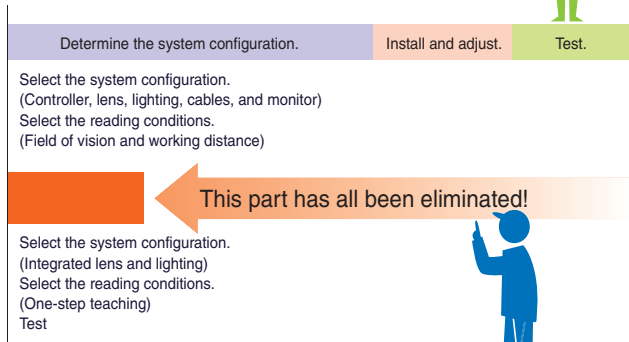 Determine the system configuration.
Install and adjust.
Test.
Select the system configuration.
(Controller, lens, lighting, cables, and monitor)
Select the reading conditions.
(Field of vision and working distance)
This part has all been eliminated!
Select the system configuration.
(Integrated lens and lighting)
Select the reading conditions.
(One-step teaching)
Test